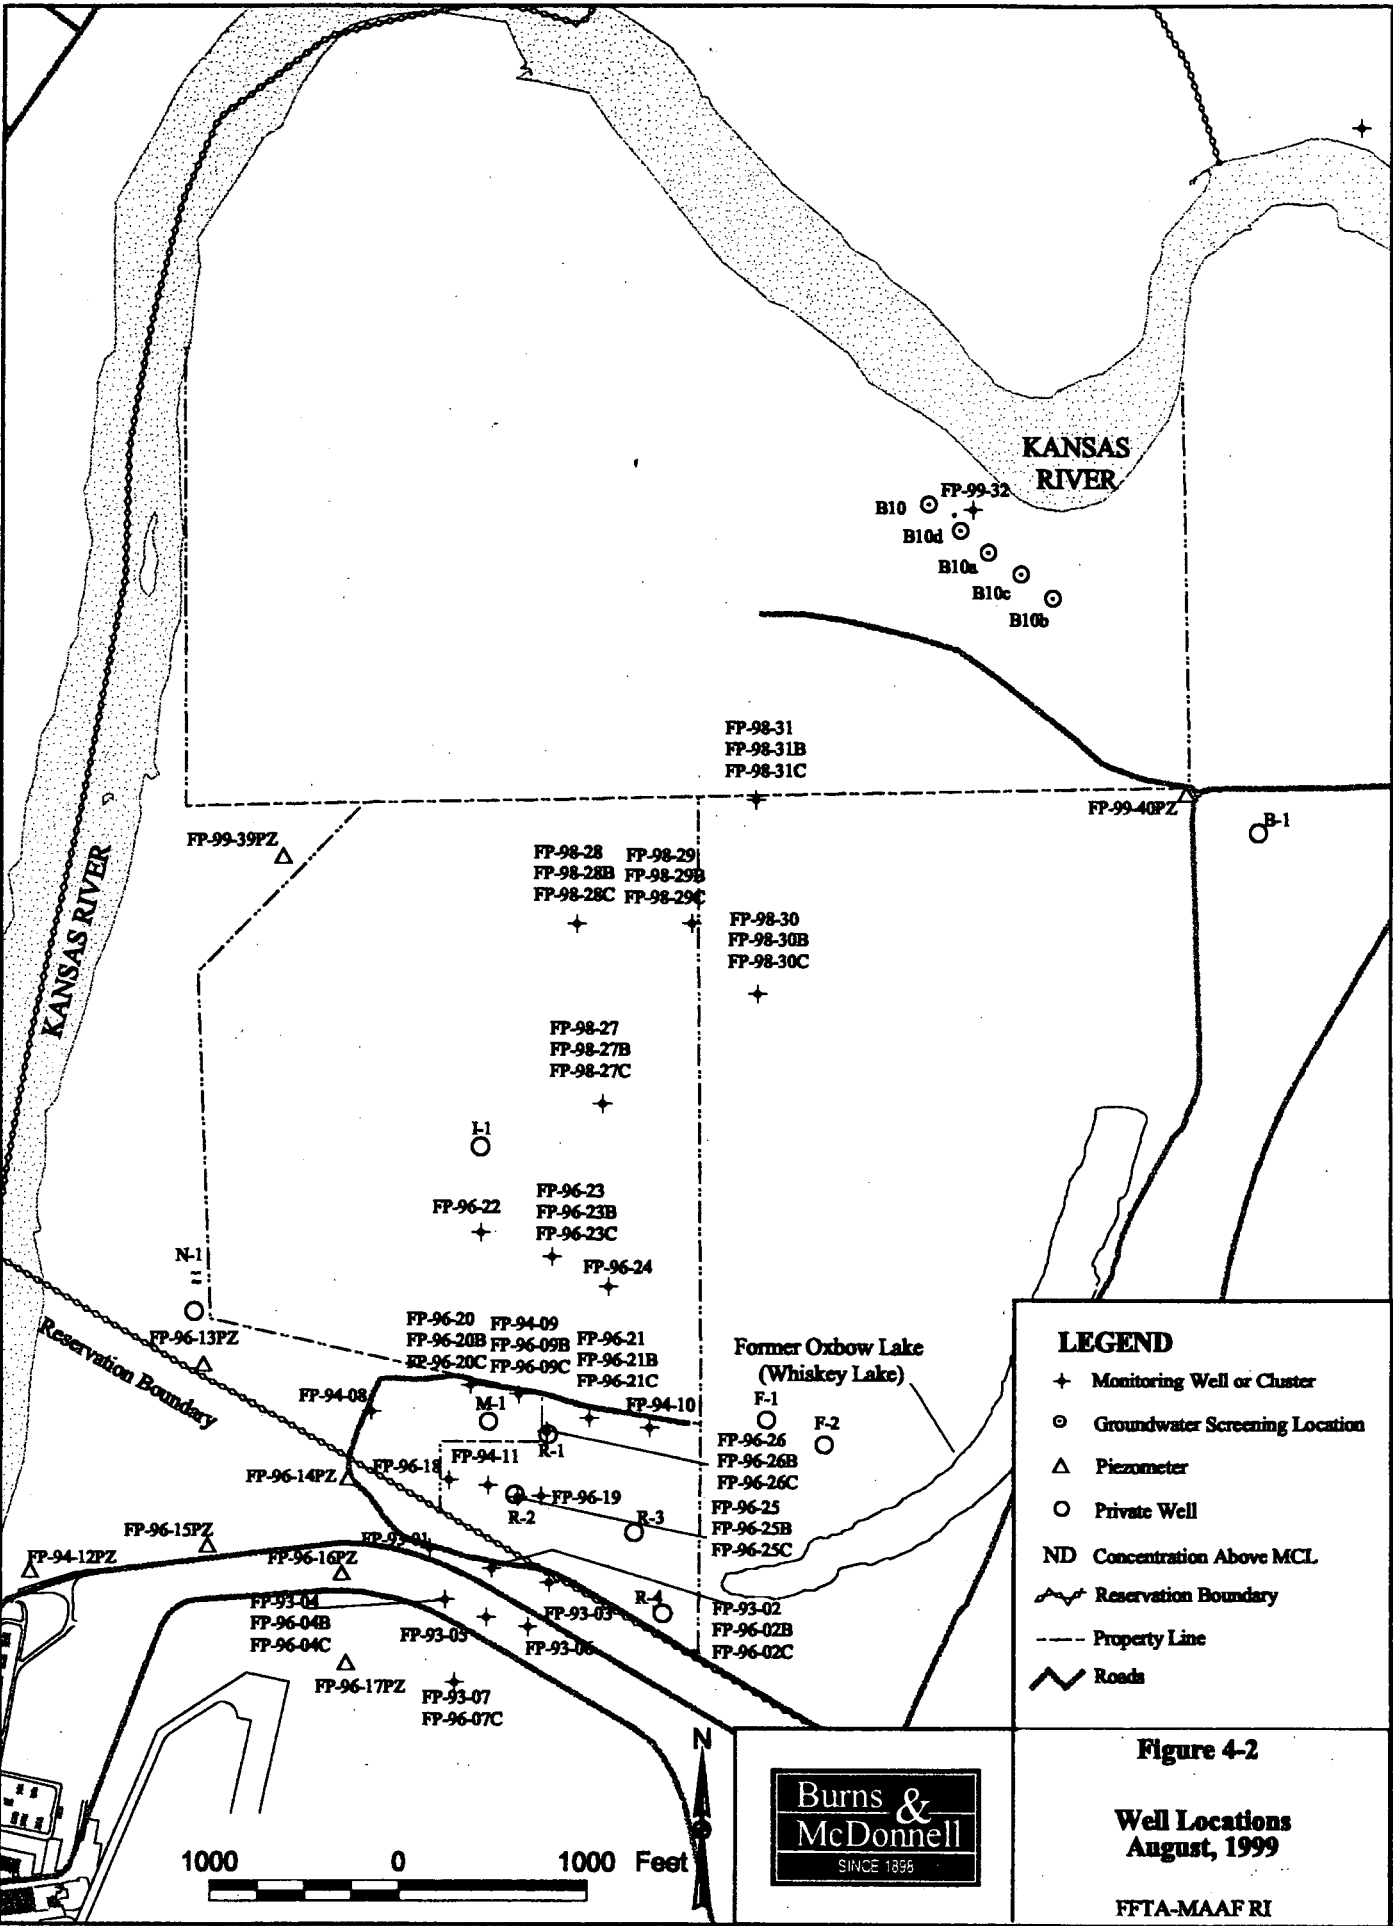 KANSAS
RIVER
FP-99-32
B10
B10d
B10a
B10c
B10b
FP-98-31
FP-98-31B
FP-98-31C
FP-99-40PZ
B-1
FP-99-39PZ
KANSAS RIVER
FP-98-28
FP-98-28B
FP-98-28C
FP-98-29
FP-98-29B
FP-98-29C
FP-98-30
FP-98-30B
FP-98-30C
FP-98-27
FP-98-27B
FP-98-27C
I-1
FP-96-22
FP-96-23
FP-96-23B
FP-96-23C
FP-96-24
N-1
FP-96-13PZ
Reservation Boundary
FP-96-20
FP-96-20B
FP-96-20C
FP-94-09
FP-96-09B
FP-96-09C
FP-96-21
FP-96-21B
FP-96-21C
FP-94-08
M-1
FP-94-10
R-1
Former Oxbow Lake
(Whiskey Lake)
F-1
F-2
FP-96-26
FP-96-26B
FP-96-26C
FP-96-14PZ
FP-96-18
FP-94-11
FP-96-19
R-2
R-3
FP-96-25
FP-96-25B
FP-96-25C
FP-96-15PZ
FP-93-01
FP-94-12PZ
FP-96-16PZ
FP-93-04
FP-96-04B
FP-96-04C
FP-93-05
FP-93-03
FP-93-06
R-4
FP-93-02
FP-96-02B
FP-96-02C
FP-96-17PZ
FP-93-07
FP-96-07C
LEGEND
Monitoring Well or Cluster
Groundwater Screening Location
Piezometer
Private Well
ND Concentration Above MCL
Reservation Boundary
Property Line
Roads
N
1000 0 1000 Feet
Burns &
McDonnell
SINCE 1898
Figure 4-2
Well Locations
August, 1999
FFTA-MAAF RI